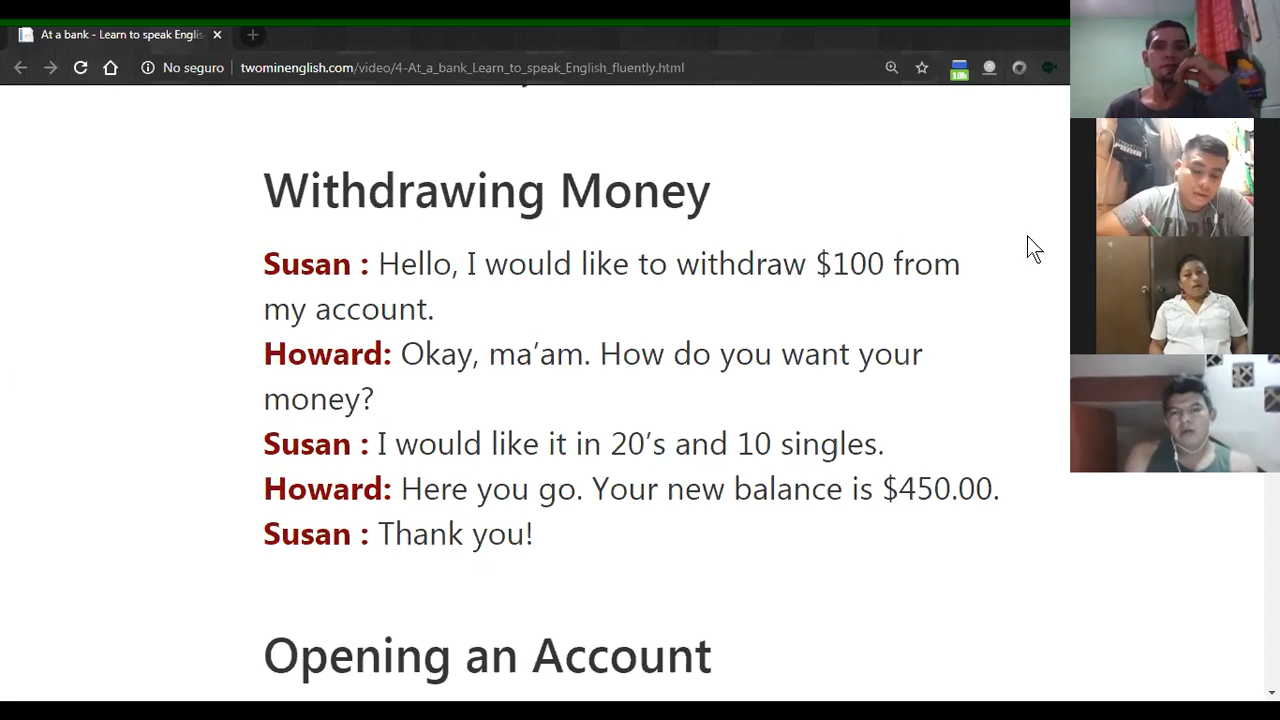 At a bank - Learn to speak Engli
No seguro
twominenglish.com/video/4-At_a_bank_Learn_to_speak_English_fluently.html
10h
Withdrawing Money
Susan : Hello, I would like to withdraw $100 from
my account.
Howard: Okay, ma’am. How do you want your
money?
Susan : I would like it in 20’s and 10 singles.
Howard: Here you go. Your new balance is $450.00.
Susan : Thank you!
Opening an Account